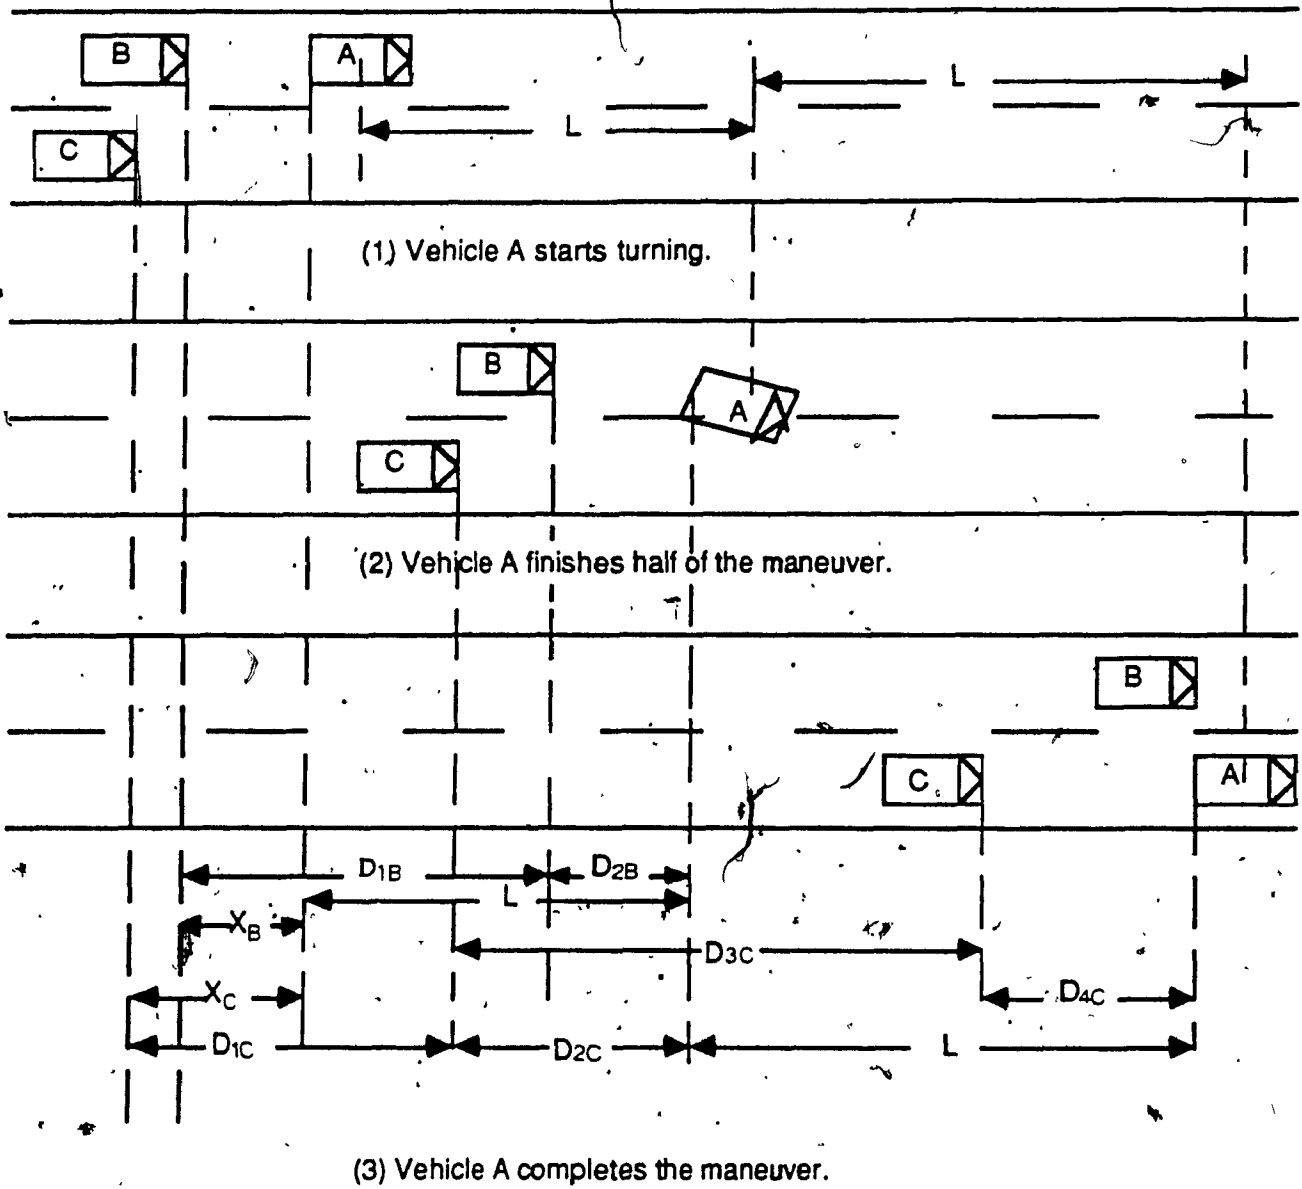 B A L
L
C
(1) Vehicle A starts turning.
B
A
C
(2) Vehicle A finishes half of the maneuver.
B
C A
D1B D2B
L
XB
D3C
XC D4C
D1C D2C L
(3) Vehicle A completes the maneuver.